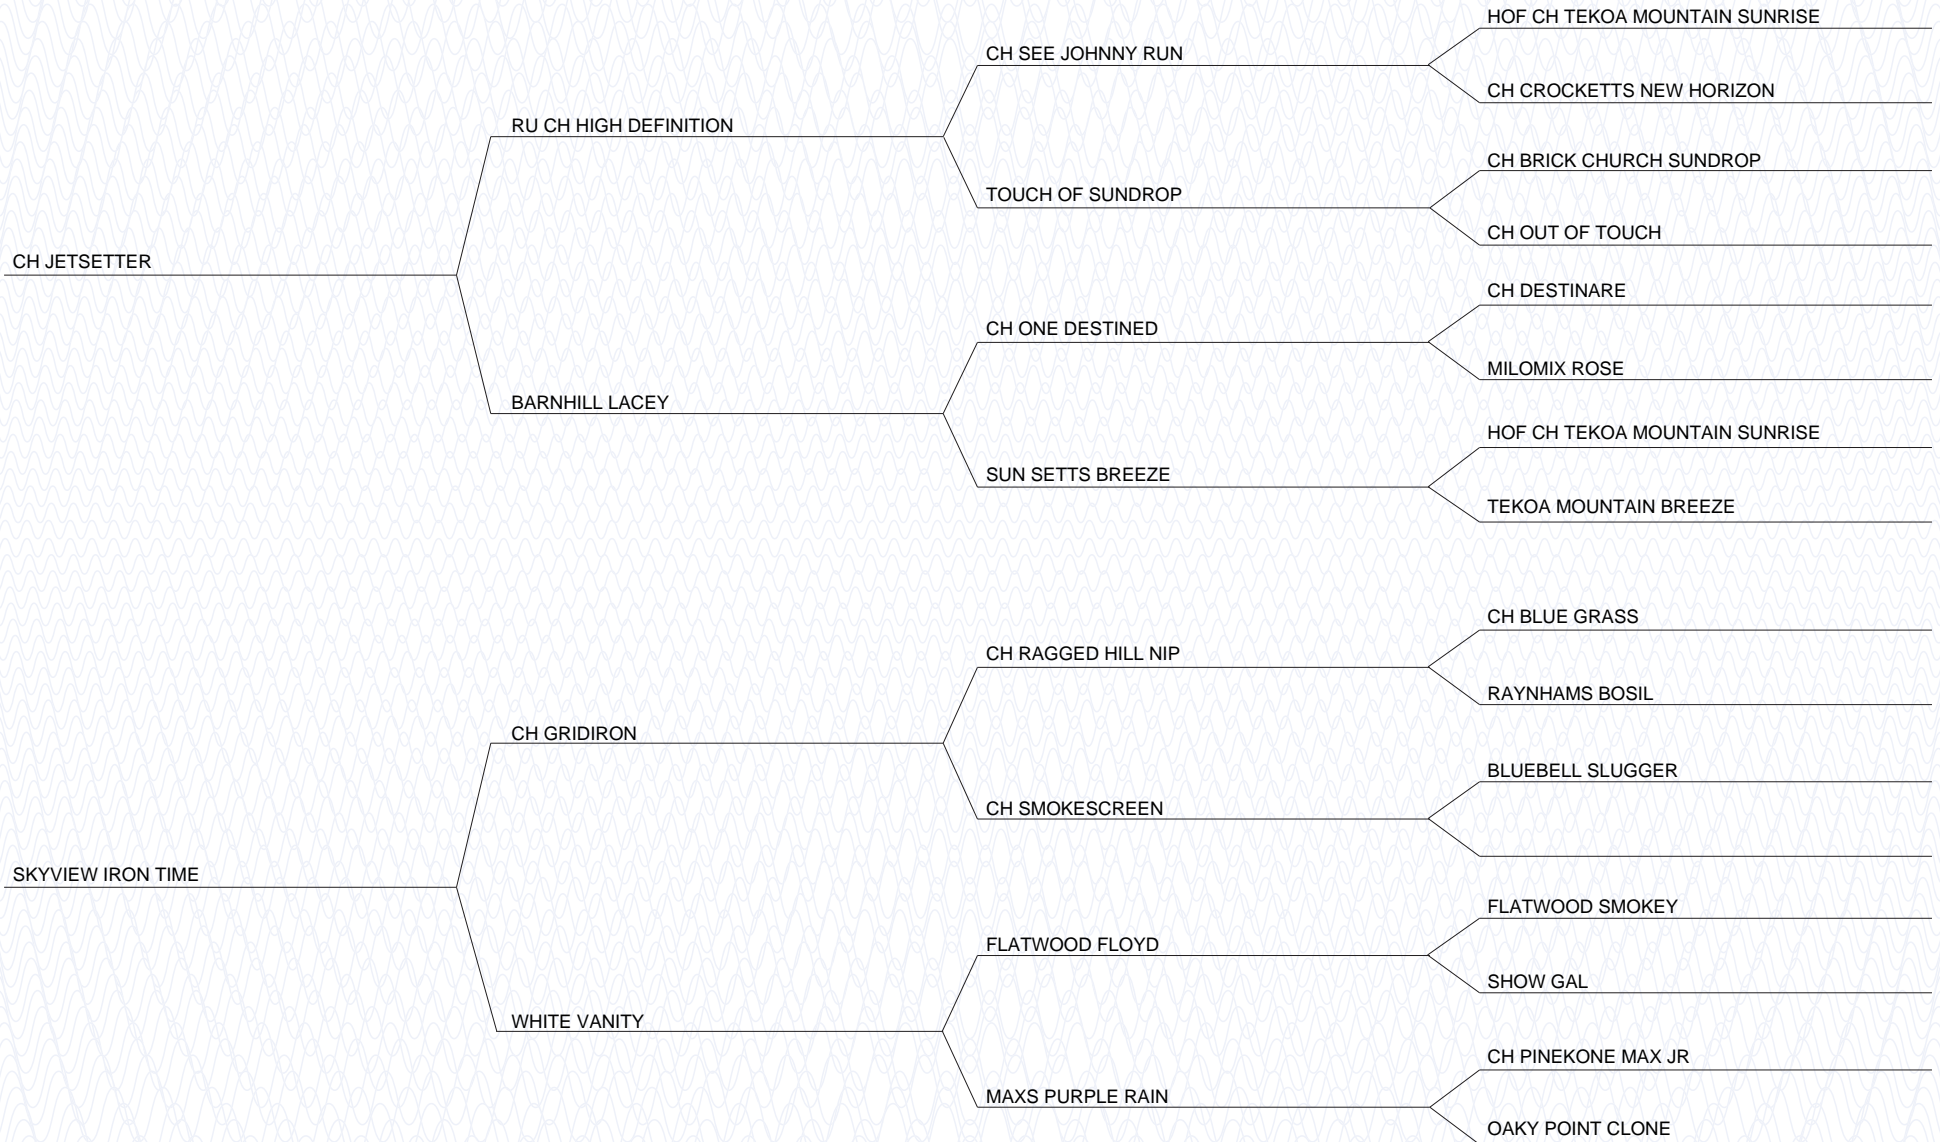 HOF CH TEKOA MOUNTAIN SUNRISE
CH SEE JOHNNY RUN
CH CROCKETTS NEW HORIZON
RU CH HIGH DEFINITION
CH BRICK CHURCH SUNDROP
TOUCH OF SUNDROP
CH OUT OF TOUCH
CH JETSETTER
CH DESTINARE
CH ONE DESTINED
MILOMIX ROSE
BARNHILL LACEY
HOF CH TEKOA MOUNTAIN SUNRISE
SUN SETTS BREEZE
TEKOA MOUNTAIN BREEZE
CH BLUE GRASS
CH RAGGED HILL NIP
RAYNHAMS BOSIL
CH GRIDIRON
BLUEBELL SLUGGER
CH SMOKESCREEN
SKYVIEW IRON TIME
FLATWOOD SMOKEY
FLATWOOD FLOYD
SHOW GAL
WHITE VANITY
CH PINEKONE MAX JR
MAXS PURPLE RAIN
OAKY POINT CLONE